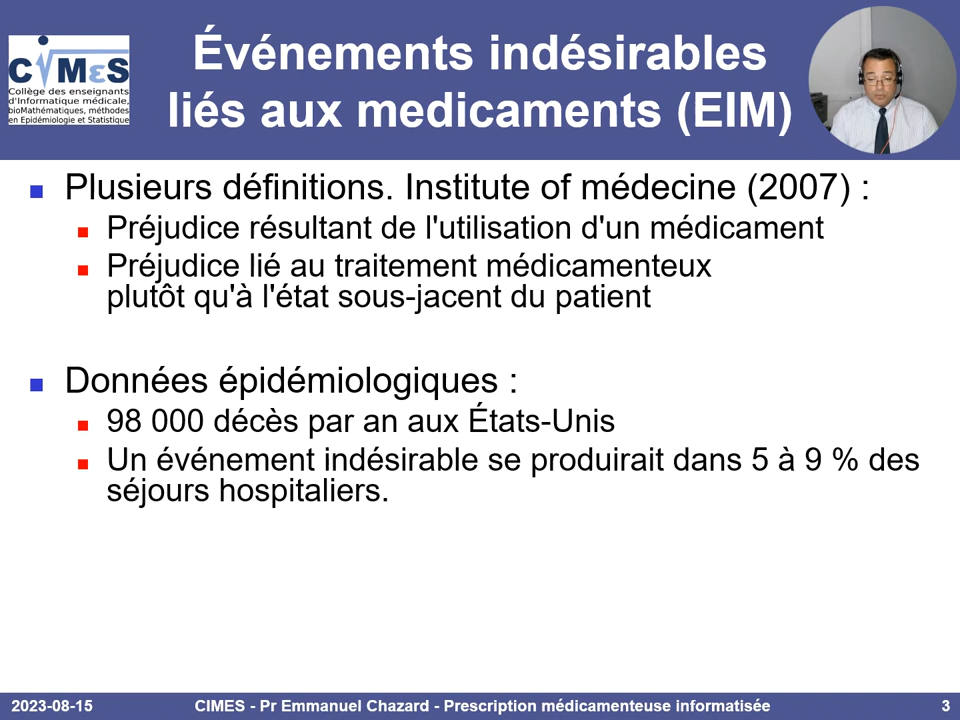 Événements indésirables
liés aux medicaments (EIM)
CIMεS
Collège des enseignants
d'Informatique médicale,
bioMathématiques, méthodes
en Epidémiologie et Statistique
Plusieurs définitions. Institute of médecine (2007) :
Préjudice résultant de l'utilisation d'un médicament
Préjudice lié au traitement médicamenteux
plutôt qu'à l'état sous-jacent du patient
Données épidémiologiques :
98 000 décès par an aux États-Unis
Un événement indésirable se produirait dans 5 à 9 % des
séjours hospitaliers.
2023-08-15 CIMES - Pr Emmanuel Chazard - Prescription médicamenteuse informatisée 3